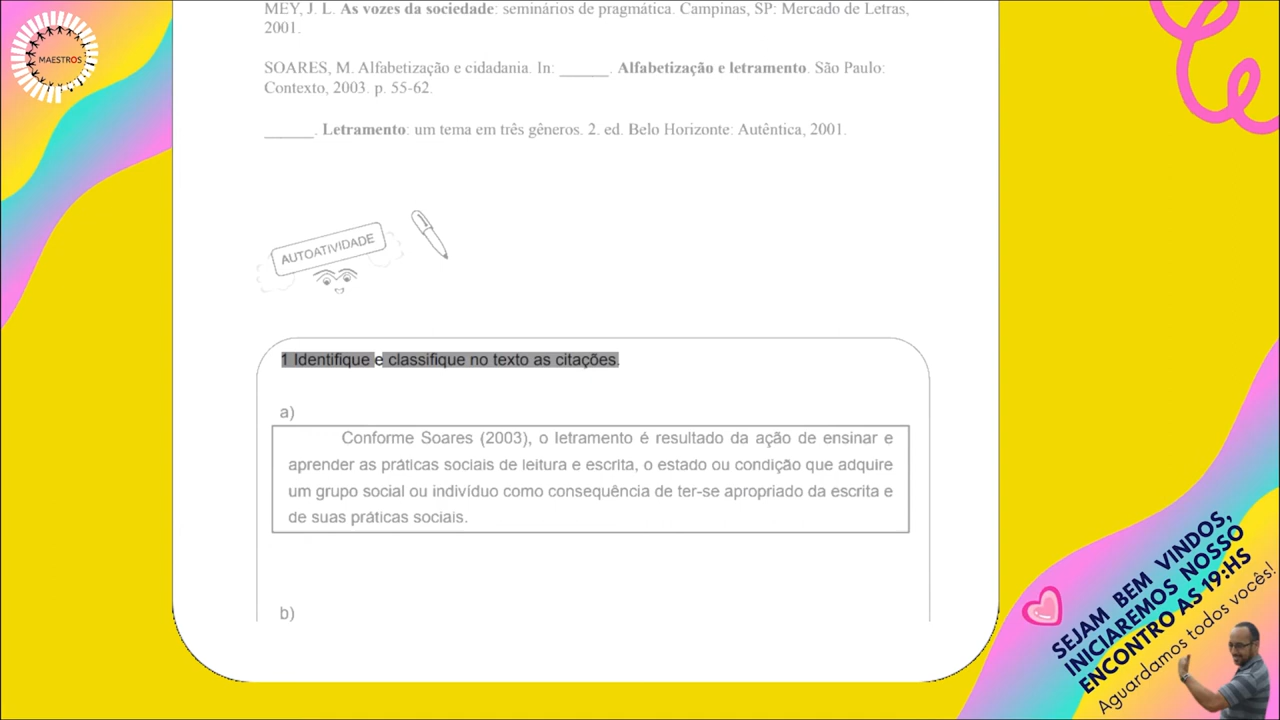 MAESTROS
MEY, J. L. As vozes da sociedade: seminários de pragmática. Campinas, SP: Mercado de Letras,
2001.
SOARES, M. Alfabetização e cidadania. In: ______. Alfabetização e letramento. São Paulo:
Contexto, 2003. p. 55-62.
______. Letramento: um tema em três gêneros. 2. ed. Belo Horizonte: Autêntica, 2001.
AUTOATIVIDADE
1 Identifique e classifique no texto as citações.
a)
Conforme Soares (2003), o letramento é resultado da ação de ensinar e
aprender as práticas sociais de leitura e escrita, o estado ou condição que adquire
um grupo social ou indivíduo como consequência de ter-se apropriado da escrita e
de suas práticas sociais.
b)
SEJAM BEM VINDOS,
INICIAREMOS NOSSO
ENCONTRO AS 19:HS
Aguardamos todos vocês!